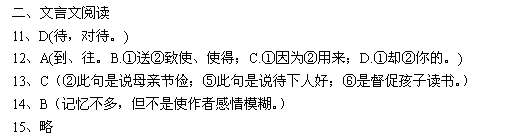 二、文言文阅读
11、D(待，对待。)
12、A(到、往。B.①送②致使、使得；C.①因为②用来；D.①却②你的。)
13、C（②此句是说母亲节俭；⑤此句是说待下人好；⑥是督促孩子读书。）
14、B（记忆不多，但不是使作者感情模糊。）
15、略